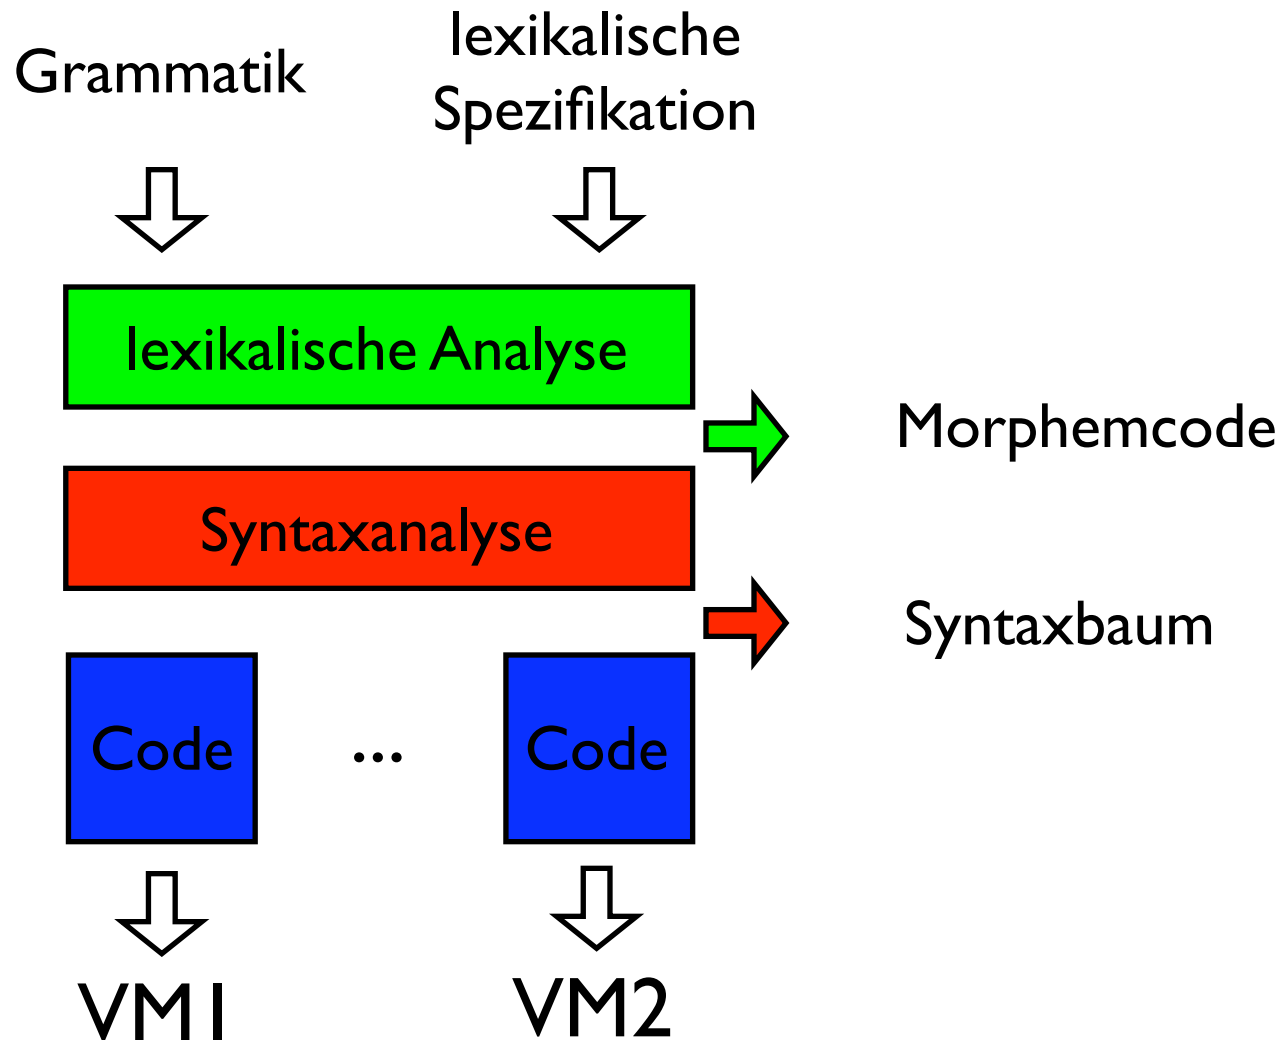 Grammatik
lexikalische
Spezifikation
lexikalische Analyse
Morphemcode
Syntaxanalyse
Syntaxbaum
Code
...
Code
VM1
VM2